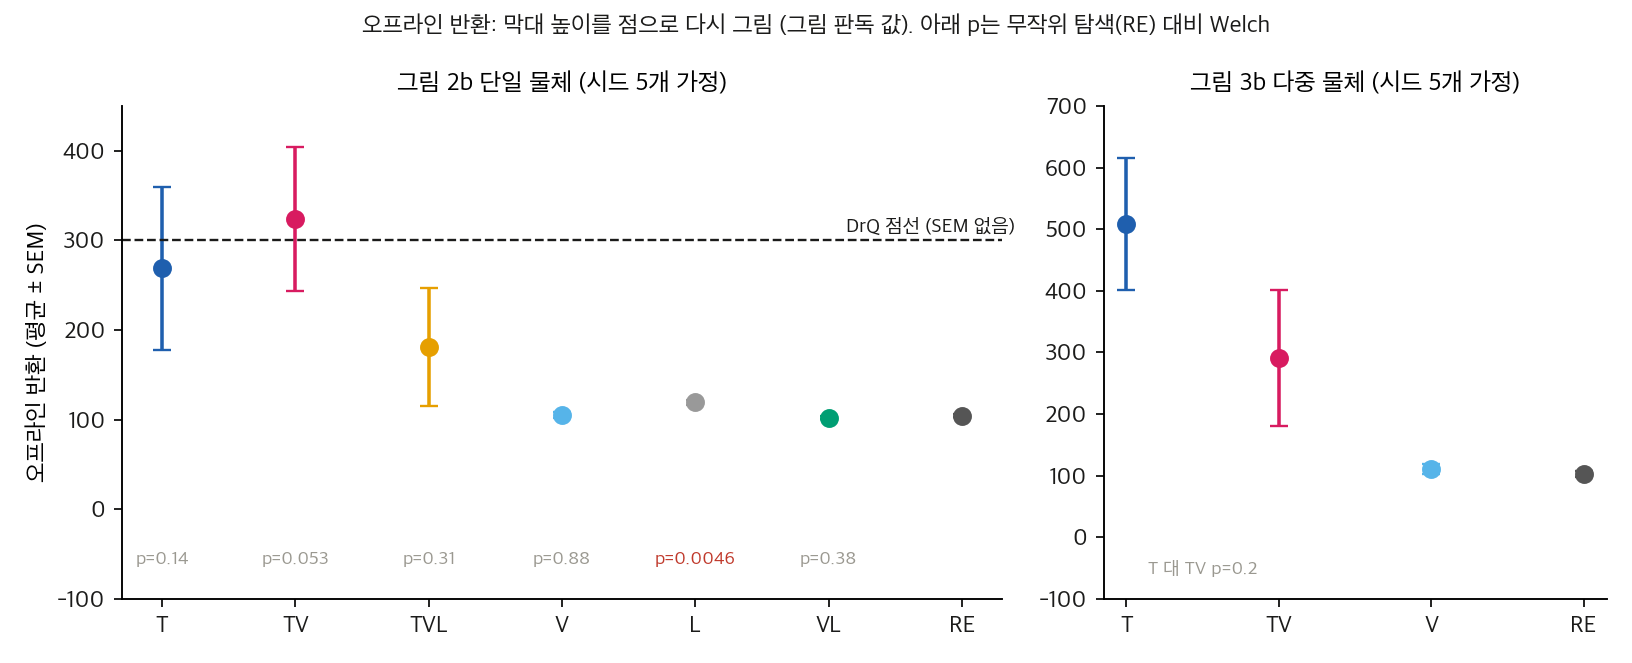 오프라인 반환: 막대 높이를 점으로 다시 그림 (그림 판독 값). 아래 p는 무작위 탐색(RE) 대비 Welch
그림 2b 단일 물체 (시드 5개 가정)
오프라인 반환 (평균 ± SEM)
400
300
200
100
0
-100
DrQ 점선 (SEM 없음)
p=0.14 p=0.053 p=0.31 p=0.88 p=0.0046 p=0.38
T TV TVL V L VL RE
그림 3b 다중 물체 (시드 5개 가정)
700
600
500
400
300
200
100
0
-100
T 대 TV p=0.2
T TV V RE